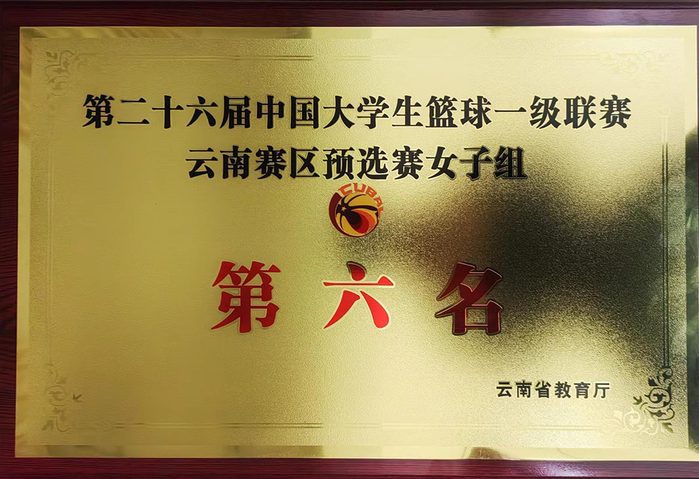 第二十六届中国大学生篮球一级联赛
云南赛区预选赛女子组
CUBAL
第六名
云南省教育厅